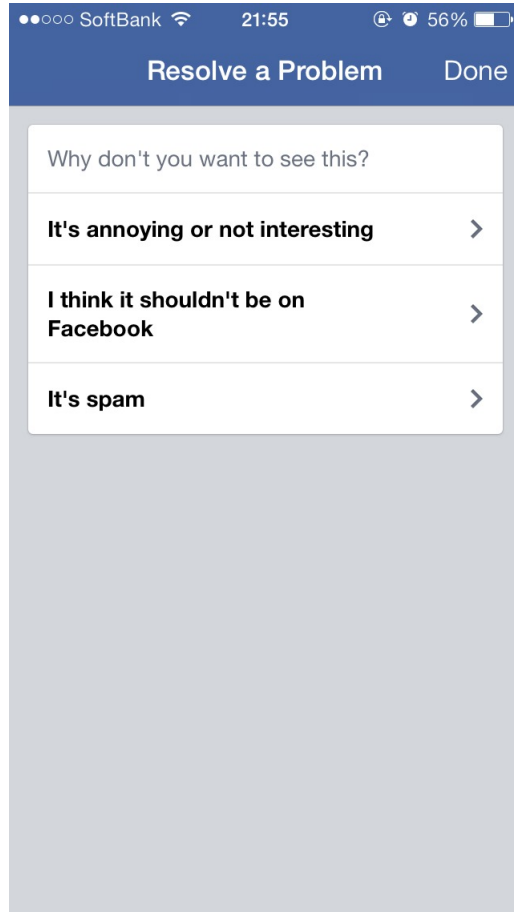 SoftBank 21:55 56%
Resolve a Problem Done
Why don't you want to see this?
It's annoying or not interesting
I think it shouldn't be on
Facebook
It's spam